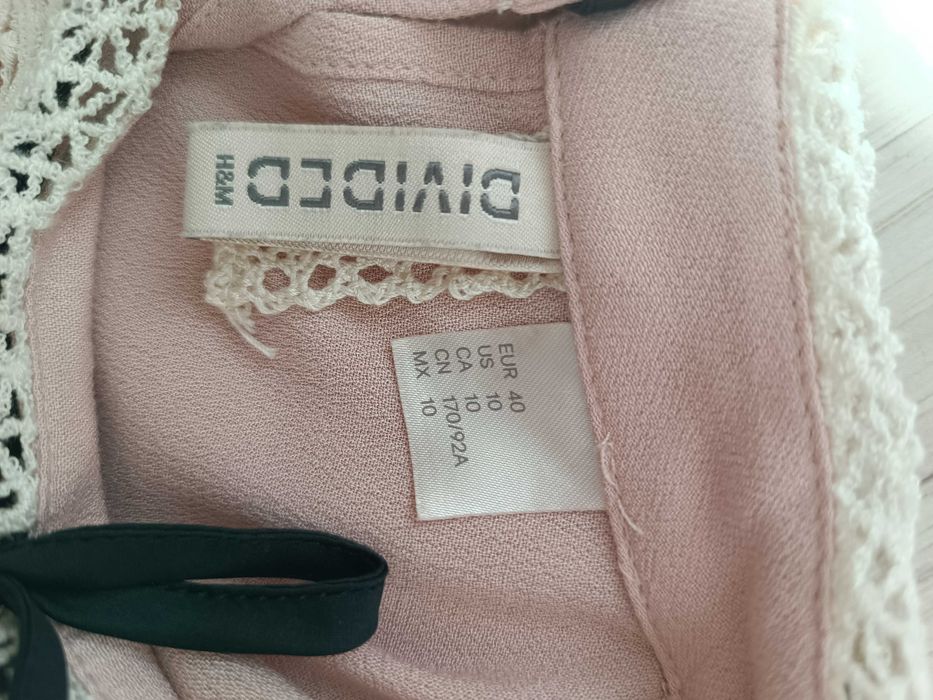 DIVIDED
H&M
EUR 40
US 10
CA 10
CN 170/92A
MX 10